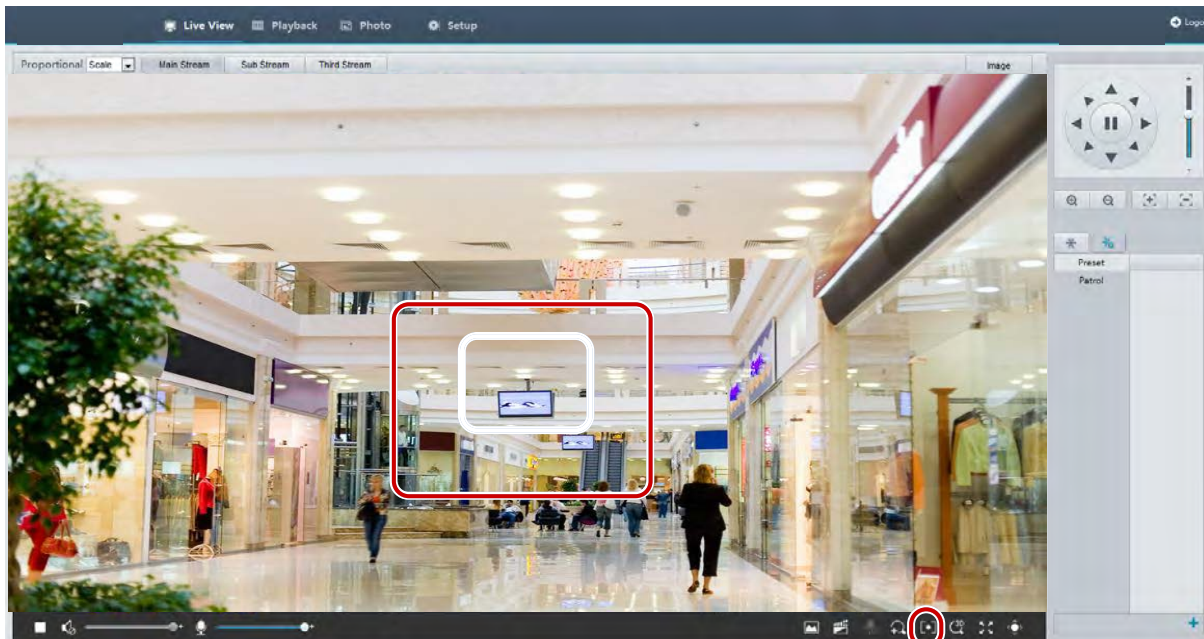 Live View Playback Photo Setup
Logo
Proportional Scale Main Stream Sub Stream Third Stream Image
Preset
Patrol